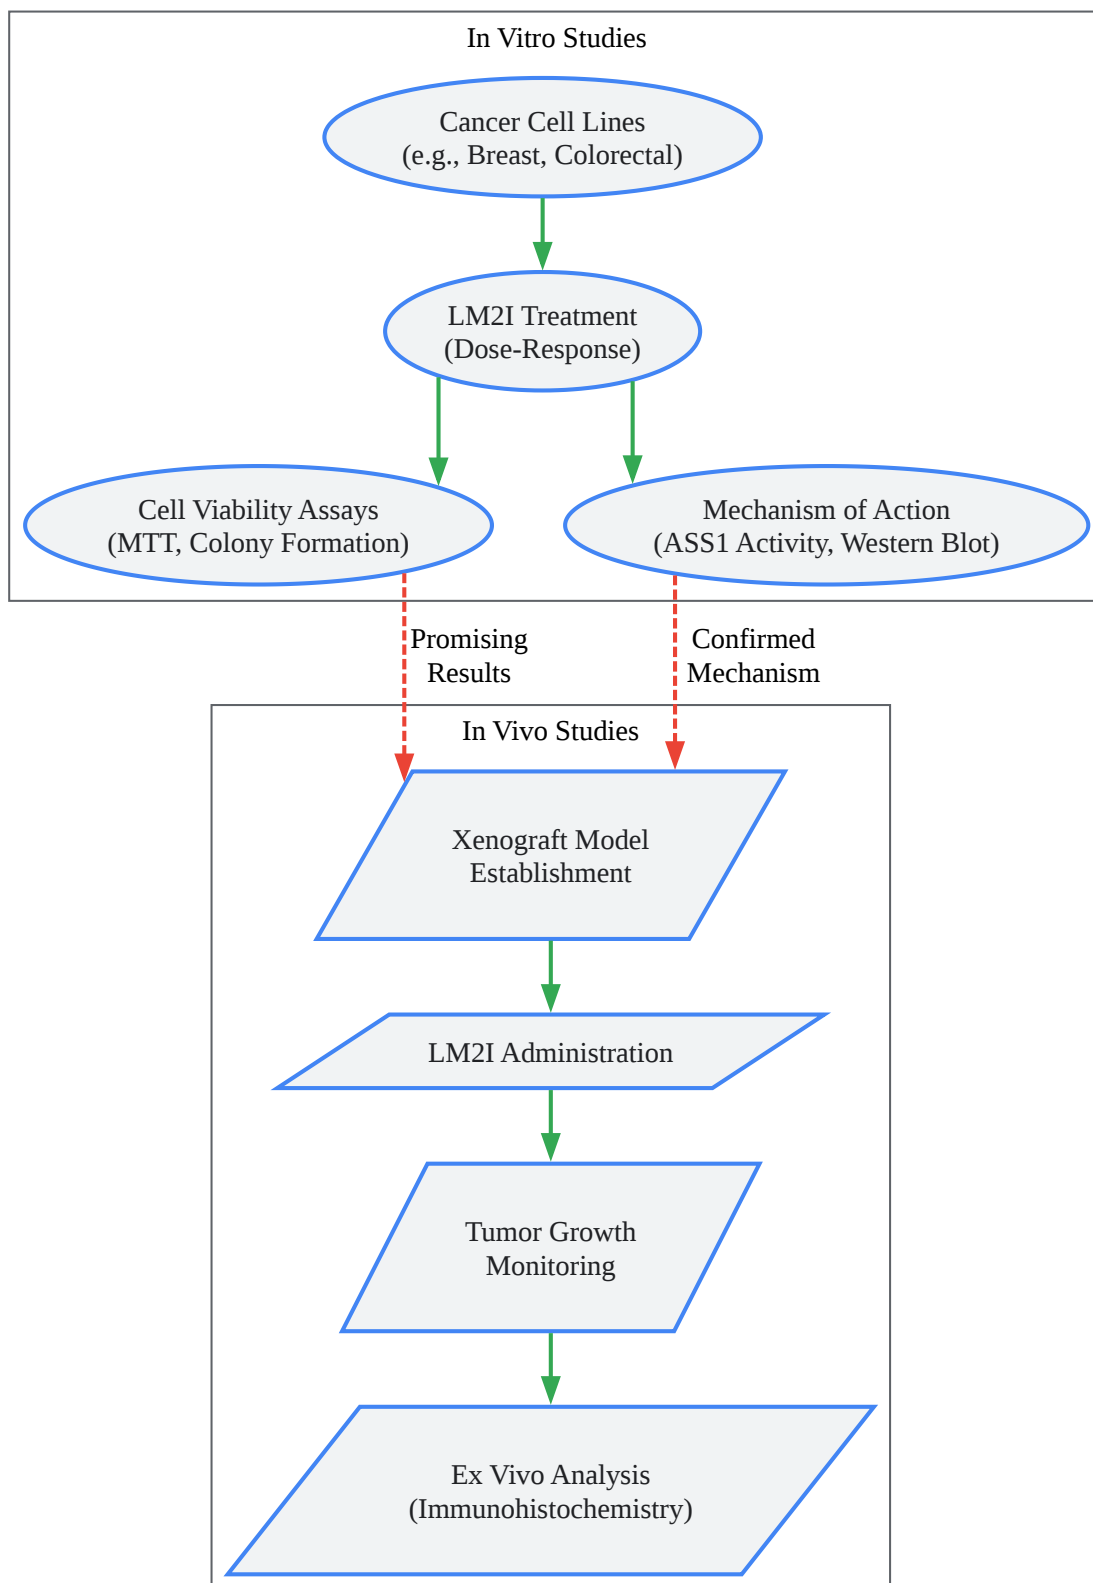 In Vitro Studies
Cancer Cell Lines
(e.g., Breast, Colorectal)
LM2I Treatment
(Dose-Response)
Cell Viability Assays
(MTT, Colony Formation)
Mechanism of Action
(ASS1 Activity, Western Blot)
Promising
Results
Confirmed
Mechanism
In Vivo Studies
Xenograft Model
Establishment
LM2I Administration
Tumor Growth
Monitoring
Ex Vivo Analysis
(Immunohistochemistry)